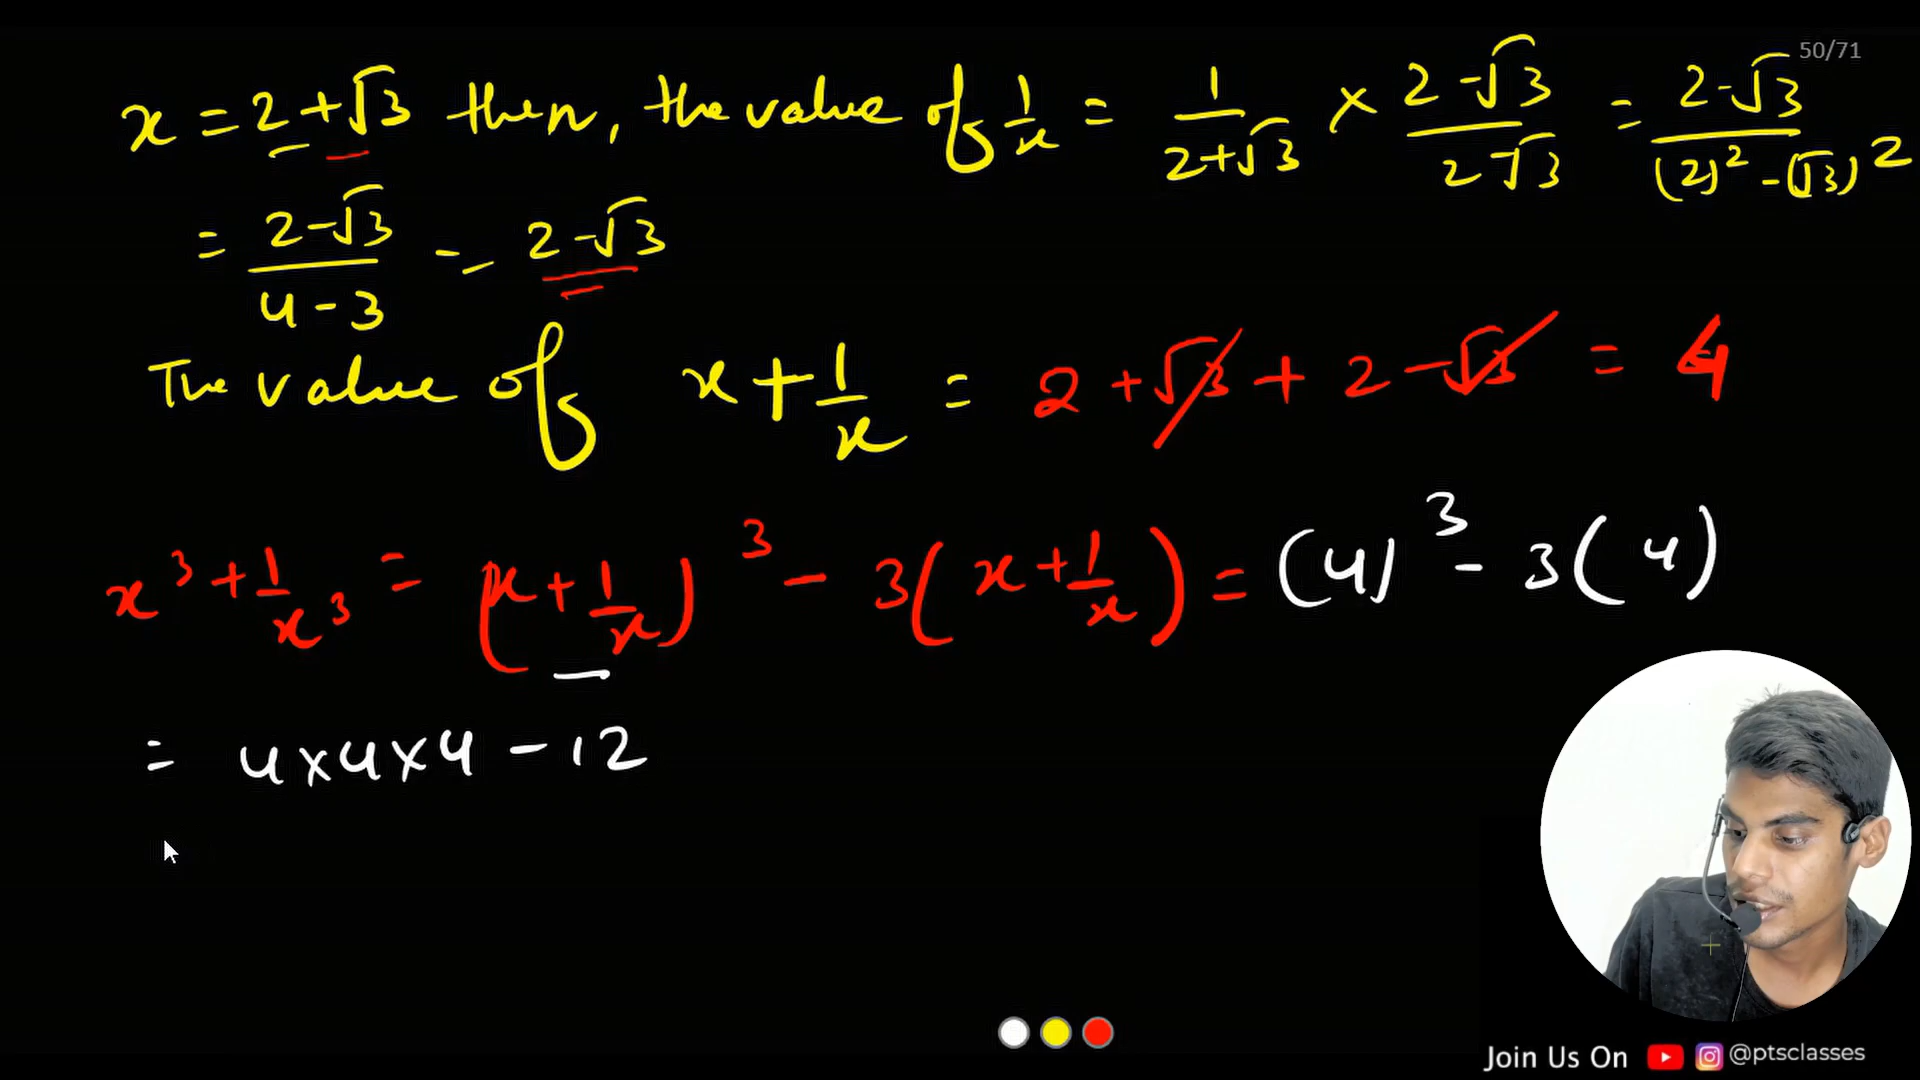 50/71
x = 2 + √3 then, the value of 1/x = 1/(2+√3) × (2-√3)/(2-√3) = (2-√3)/((2)² - (√3)²)
= (2-√3)/(4-3) = 2-√3
The value of x + 1/x = 2 + √3 + 2 - √3 = 4
x³ + 1/x³ = (x + 1/x)³ - 3(x + 1/x) = (4)³ - 3(4)
= 4×4×4 - 12
Join Us On @ptsclasses